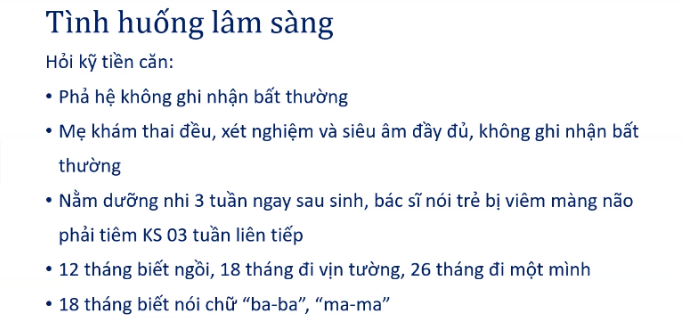 Tình huống lâm sàng
Hỏi kỹ tiền căn:
• Phả hệ không ghi nhận bất thường
• Mẹ khám thai đều, xét nghiệm và siêu âm đầy đủ, không ghi nhận bất
thường
• Nằm dưỡng nhi 3 tuần ngay sau sinh, bác sĩ nói trẻ bị viêm màng não
phải tiêm KS 03 tuần liên tiếp
• 12 tháng biết ngồi, 18 tháng đi vịn tường, 26 tháng đi một mình
• 18 tháng biết nói chữ “ba-ba”, “ma-ma”